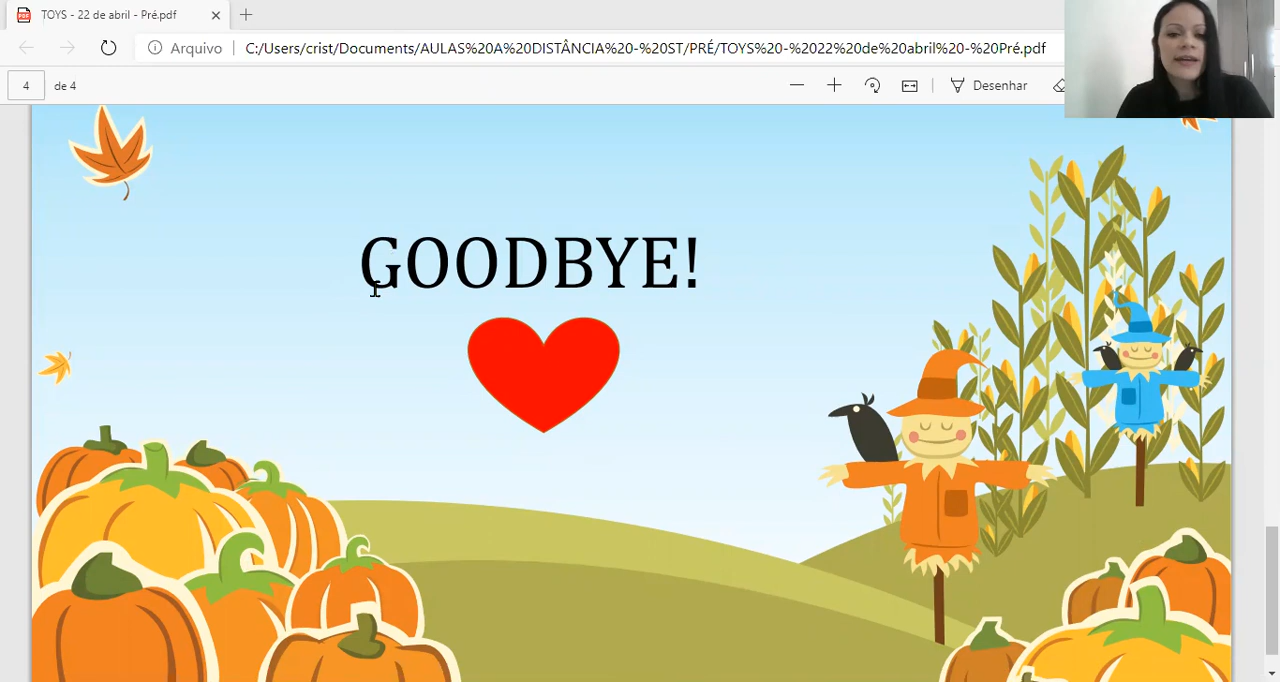 TOYS - 22 de abril - Pré.pdf
Arquivo
C:/Users/crist/Documents/AULAS%20A%20DISTÂNCIA%20-%20ST/PRÉ/TOYS%20-%2022%20de%20abril%20-%20Pré.pdf
4 de 4
Desenhar
GOODBYE!